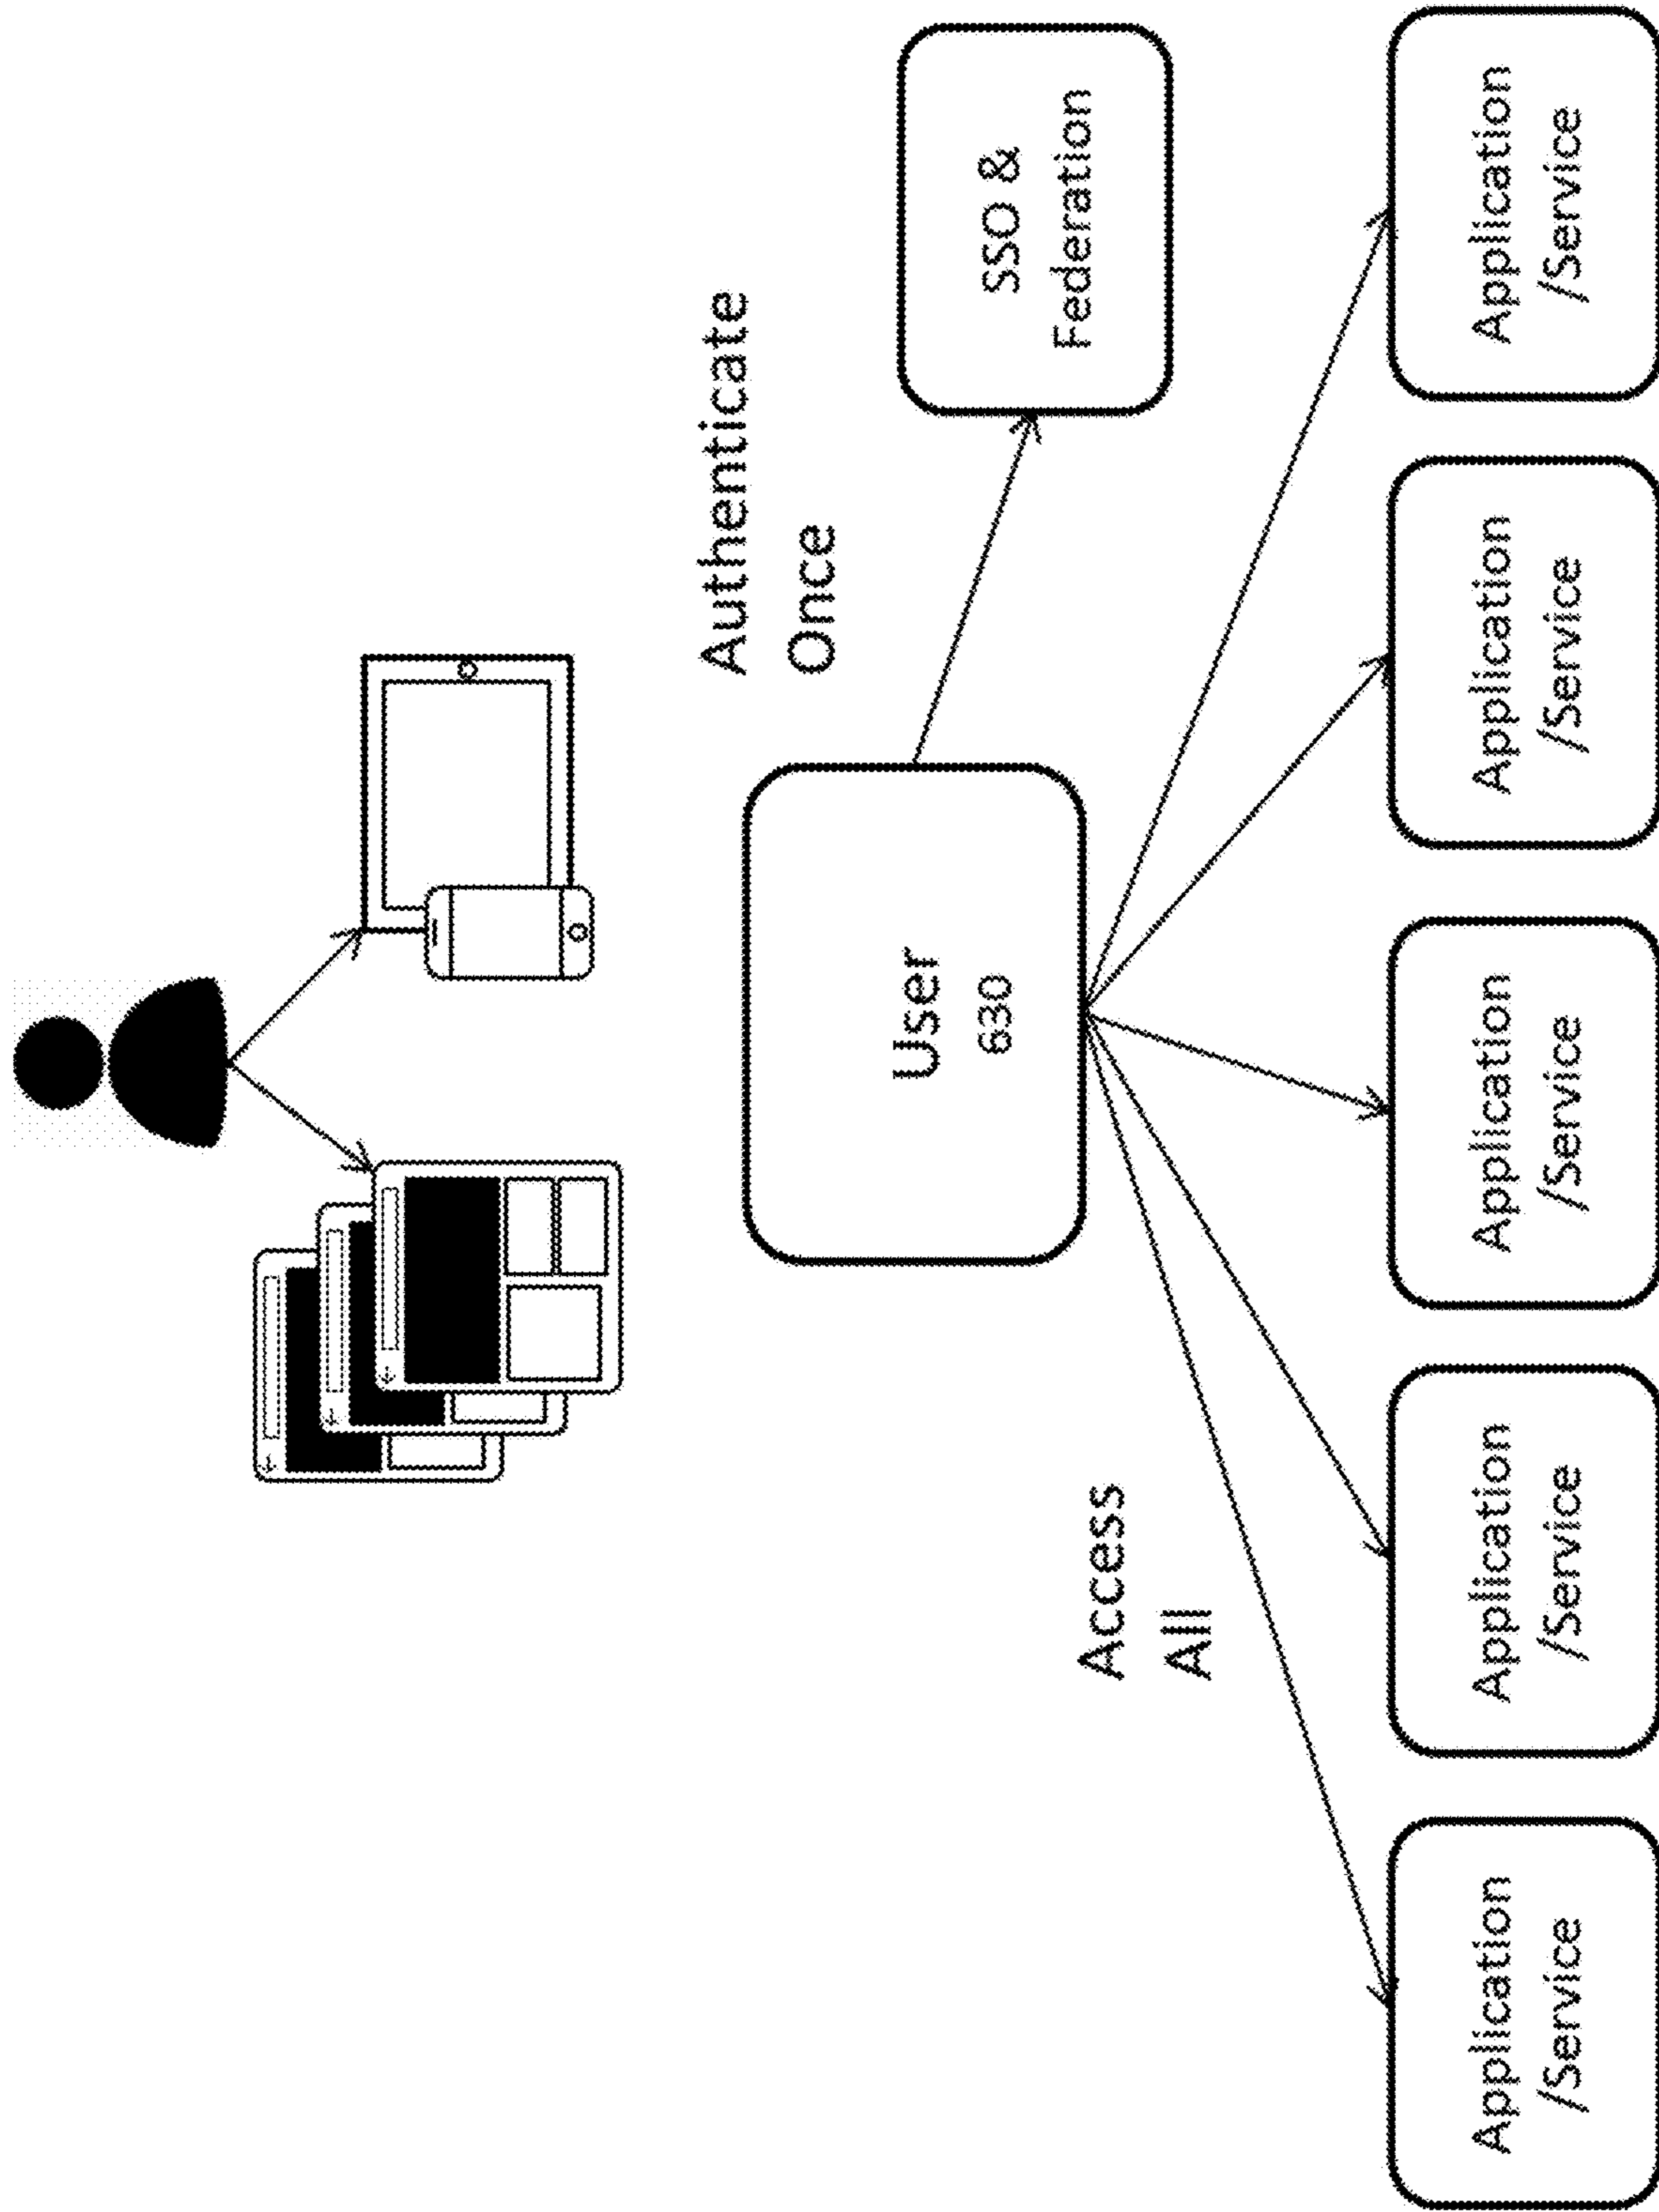 Authenticate
Once
SSO &
Federation
User
630
Access
All
Application
/Service
Application
/Service
Application
/Service
Application
/Service
Application
/Service